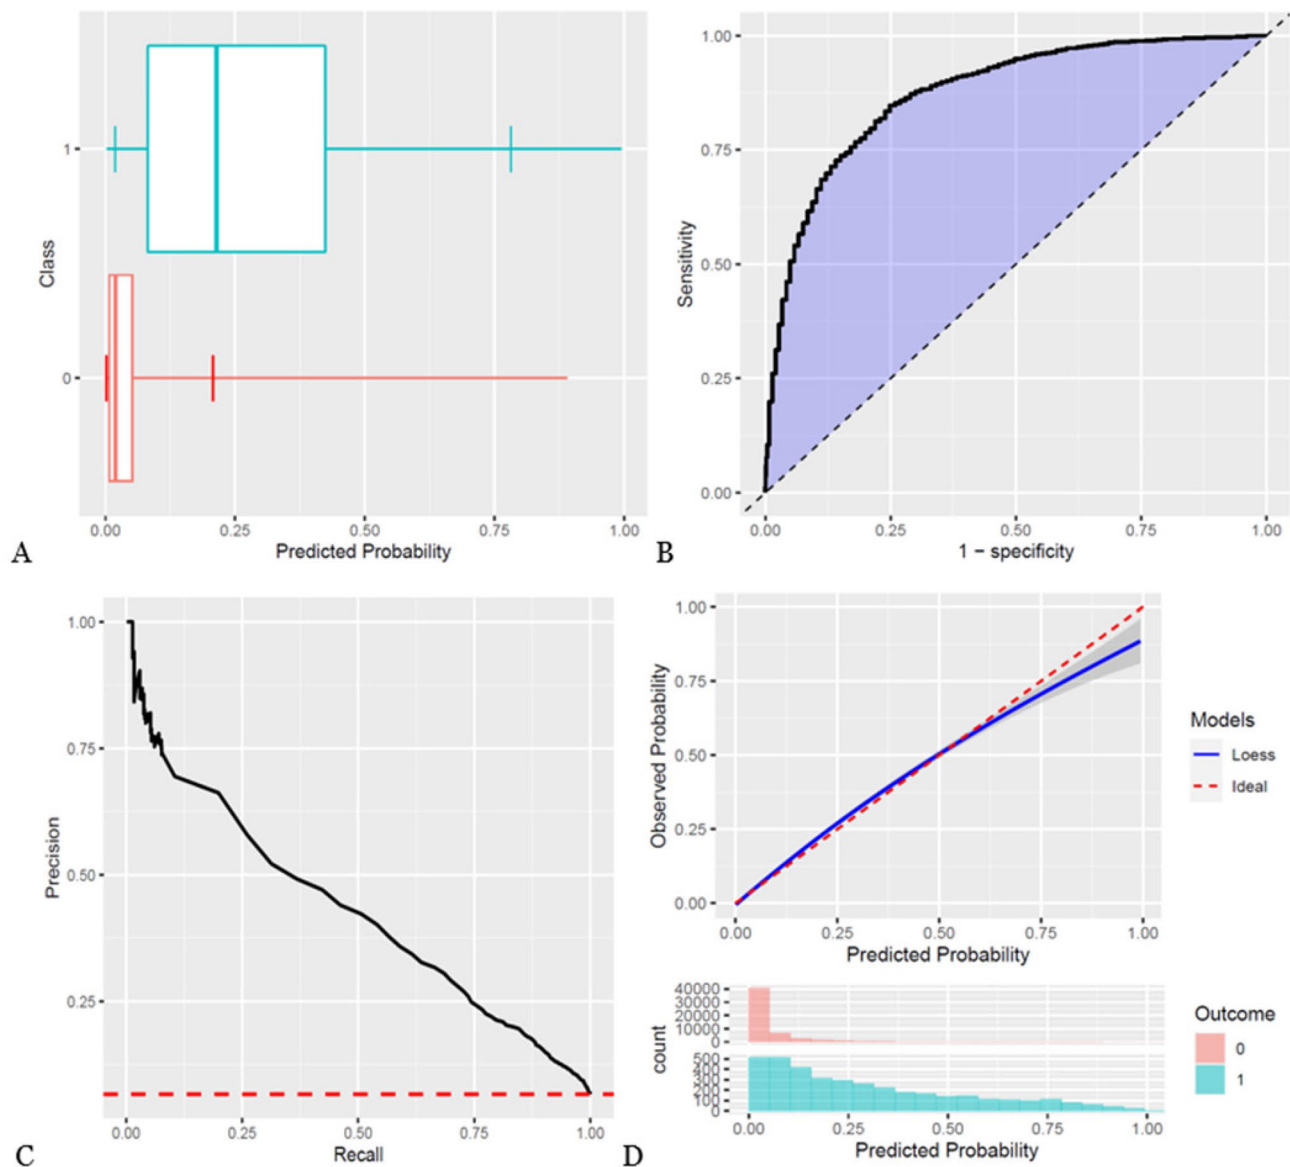 1
0
Class
0.00 0.25 0.50 0.75 1.00
Predicted Probability
A
1.00
0.75
0.50
0.25
0.00
Sensitivity
0.00 0.25 0.50 0.75 1.00
1 − specificity
B
1.00
0.75
0.50
0.25
Precision
0.00 0.25 0.50 0.75 1.00
Recall
C
1.00
0.75
0.50
0.25
0.00
Observed Probability
0.00 0.25 0.50 0.75 1.00
Predicted Probability
Models
Loess
Ideal
40000
30000
20000
10000
0
500
400
300
200
100
0
count
0.00 0.25 0.50 0.75 1.00
Predicted Probability
Outcome
0
1
D